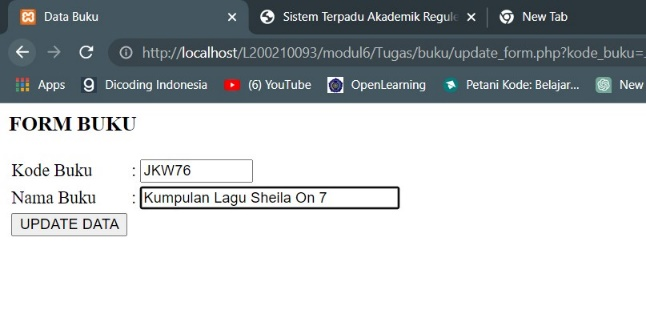 Data Buku
Sistem Terpadu Akademik Regule
New Tab
http://localhost/L200210093/modul6/Tugas/buku/update_form.php?kode_buku=
Apps
Dicoding Indonesia
(6) YouTube
OpenLearning
Petani Kode: Belajar...
New
FORM BUKU
Kode Buku : JKW76
Nama Buku : Kumpulan Lagu Sheila On 7
UPDATE DATA